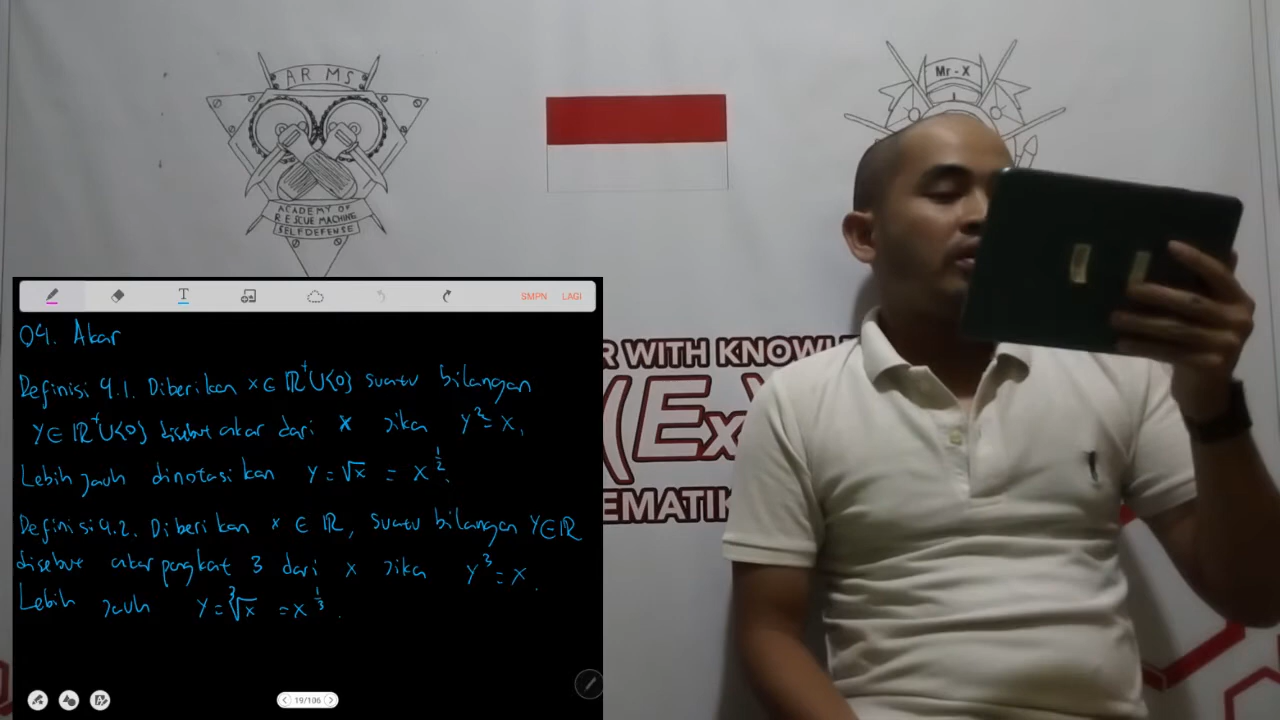 ARMS
ACADEMY OF
RESCUE MACHINE
SELFDEFENSE
Mr - X
R WITH KNOWL
(Ex
EMATIK
SMPN LAGI
04. Akar
Definisi 4.1. Diberikan x ∈ ℝ⁺∪{0} suatu bilangan
y ∈ ℝ⁺∪{0} disebut akar dari x jika y² = x.
Lebih jauh dinotasikan y = √x = x^½.
Definisi 4.2. Diberikan x ∈ ℝ, suatu bilangan y ∈ ℝ
disebut akar pangkat 3 dari x jika y³ = x.
Lebih jauh y = ∛x = x^⅓.
19/106